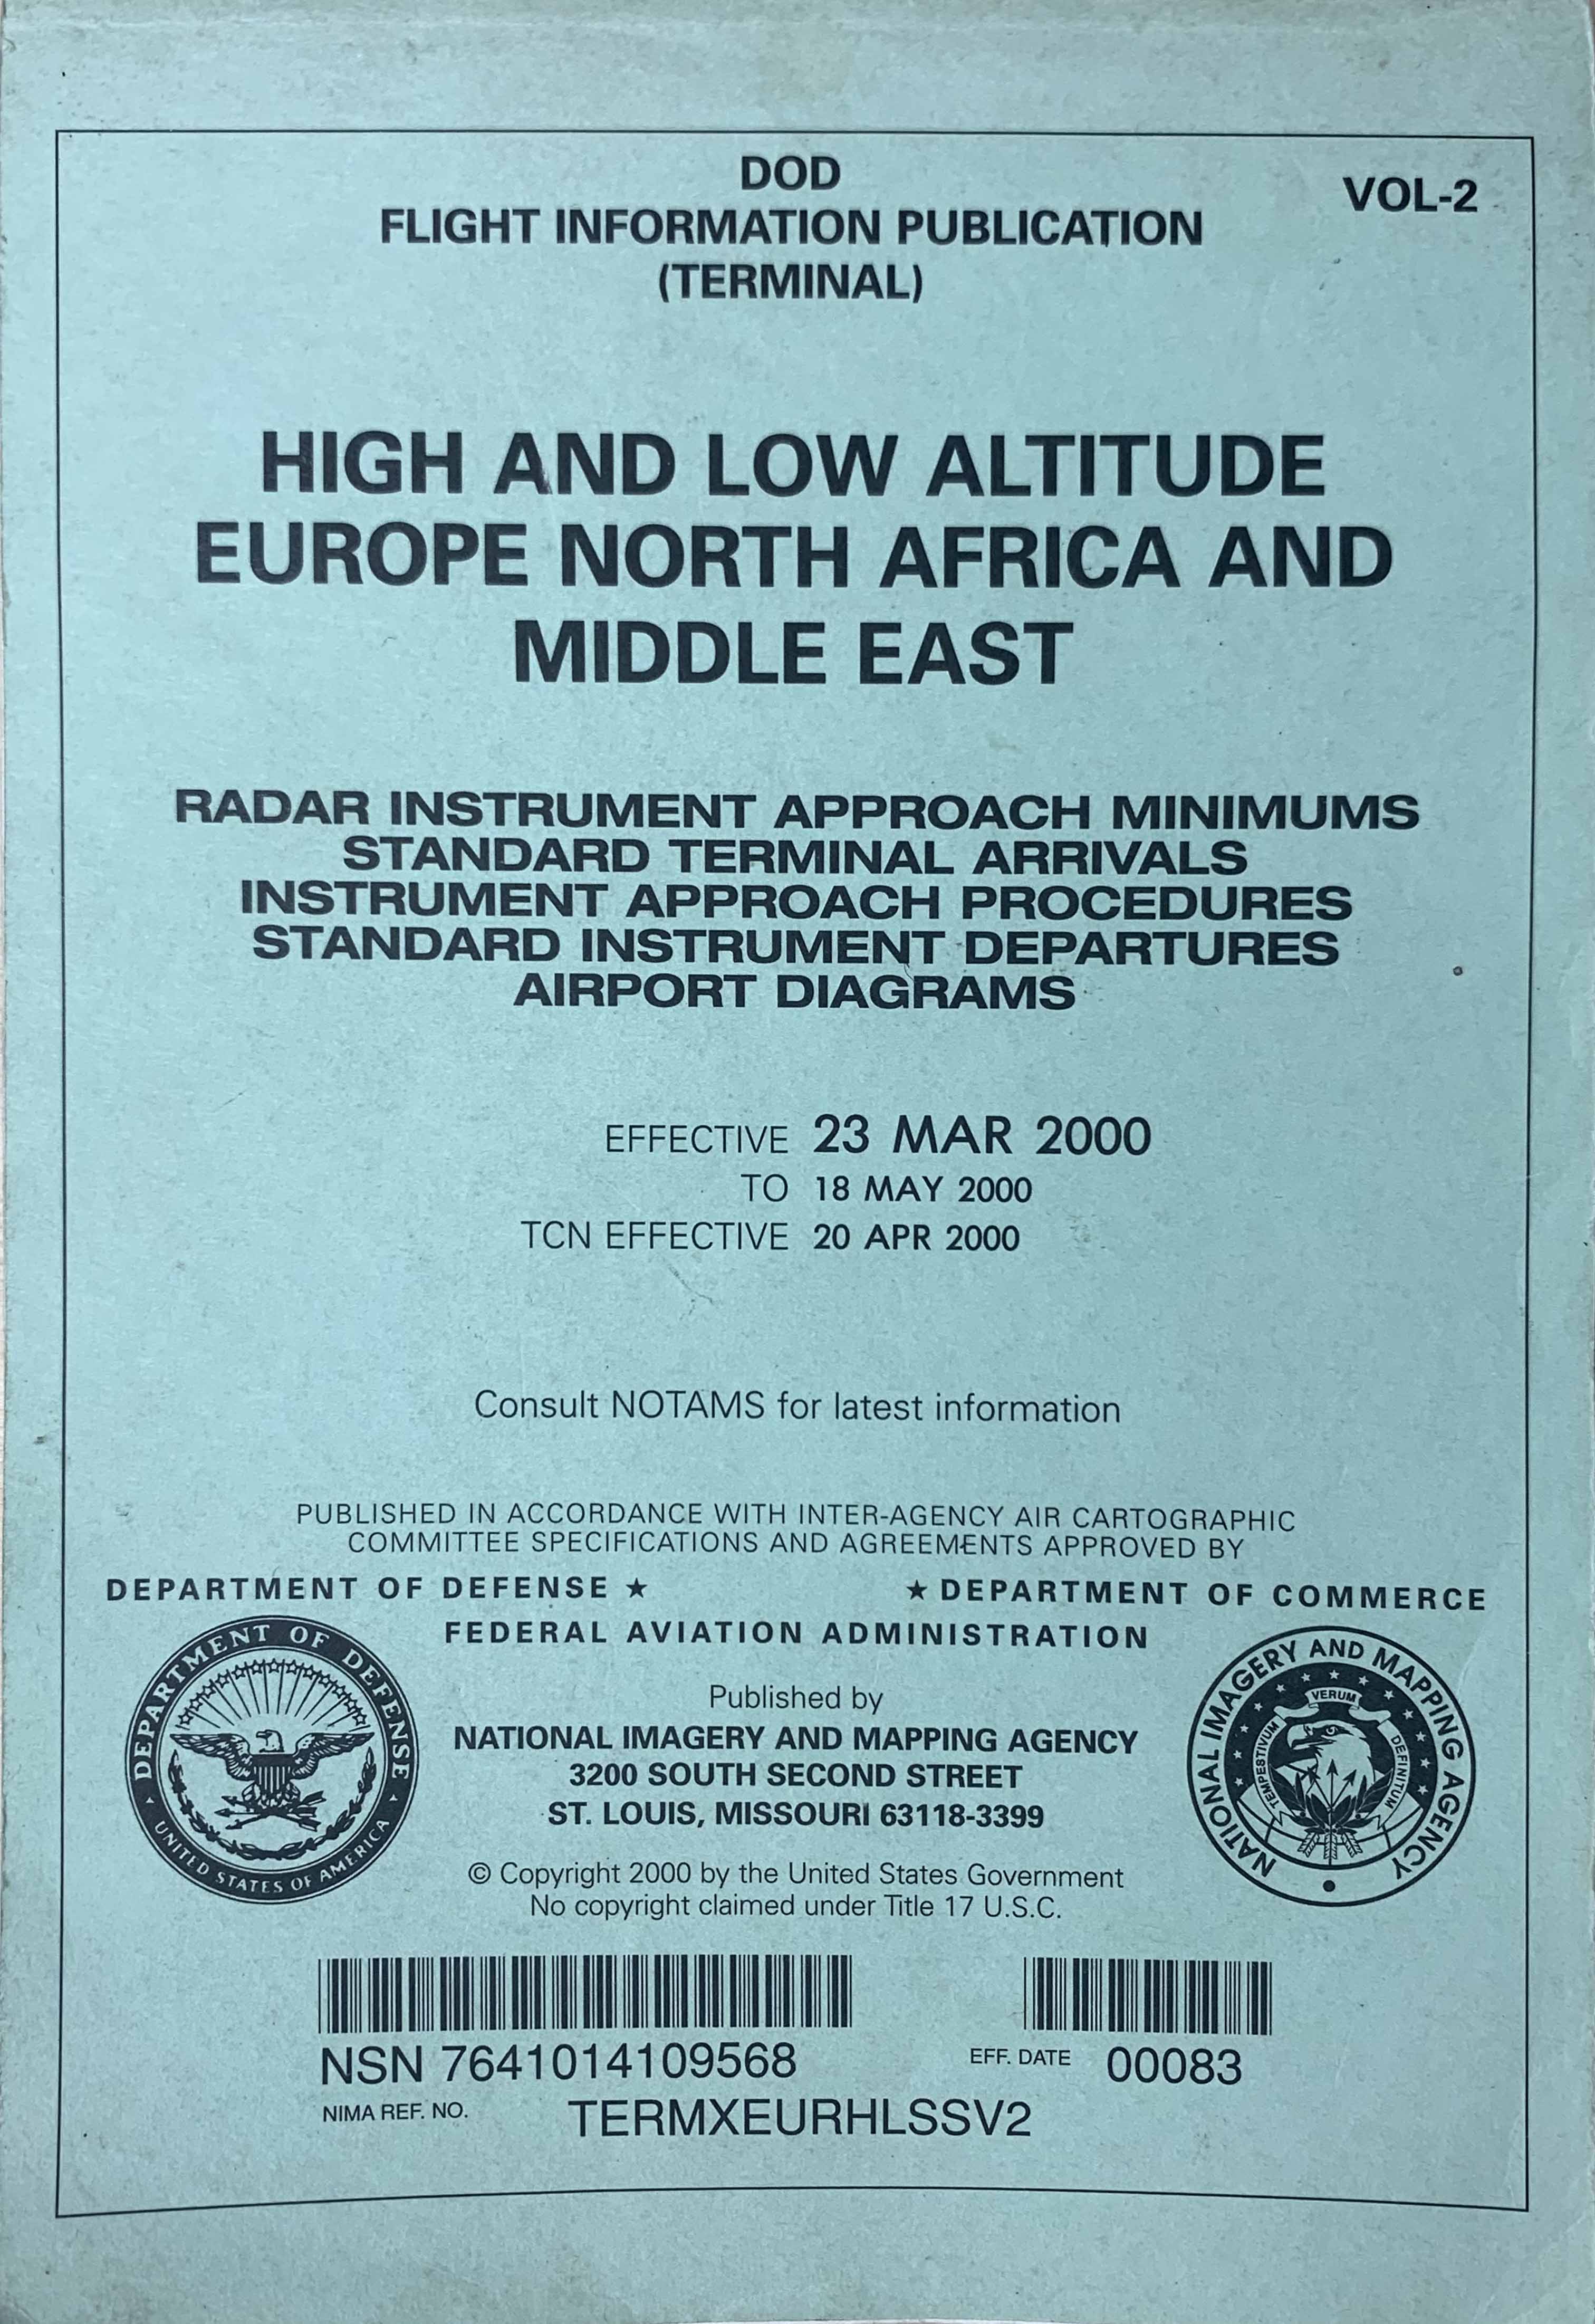 DOD
VOL-2
FLIGHT INFORMATION PUBLICATION
(TERMINAL)
HIGH AND LOW ALTITUDE
EUROPE NORTH AFRICA AND
MIDDLE EAST
RADAR INSTRUMENT APPROACH MINIMUMS
STANDARD TERMINAL ARRIVALS
INSTRUMENT APPROACH PROCEDURES
STANDARD INSTRUMENT DEPARTURES
AIRPORT DIAGRAMS
EFFECTIVE 23 MAR 2000
TO 18 MAY 2000
TCN EFFECTIVE 20 APR 2000
Consult NOTAMS for latest information
PUBLISHED IN ACCORDANCE WITH INTER-AGENCY AIR CARTOGRAPHIC
COMMITTEE SPECIFICATIONS AND AGREEMENTS APPROVED BY
DEPARTMENT OF DEFENSE ★ ★ DEPARTMENT OF COMMERCE
FEDERAL AVIATION ADMINISTRATION
DEPARTMENT OF DEFENSE
UNITED STATES OF AMERICA
Published by
NATIONAL IMAGERY AND MAPPING AGENCY
3200 SOUTH SECOND STREET
ST. LOUIS, MISSOURI 63118-3399
NATIONAL IMAGERY AND MAPPING AGENCY
TEMPESTIVUM VERUM DEFINITUM
© Copyright 2000 by the United States Government
No copyright claimed under Title 17 U.S.C.
NSN 7641014109568
EFF. DATE 00083
NIMA REF. NO. TERMXEURHLSSV2